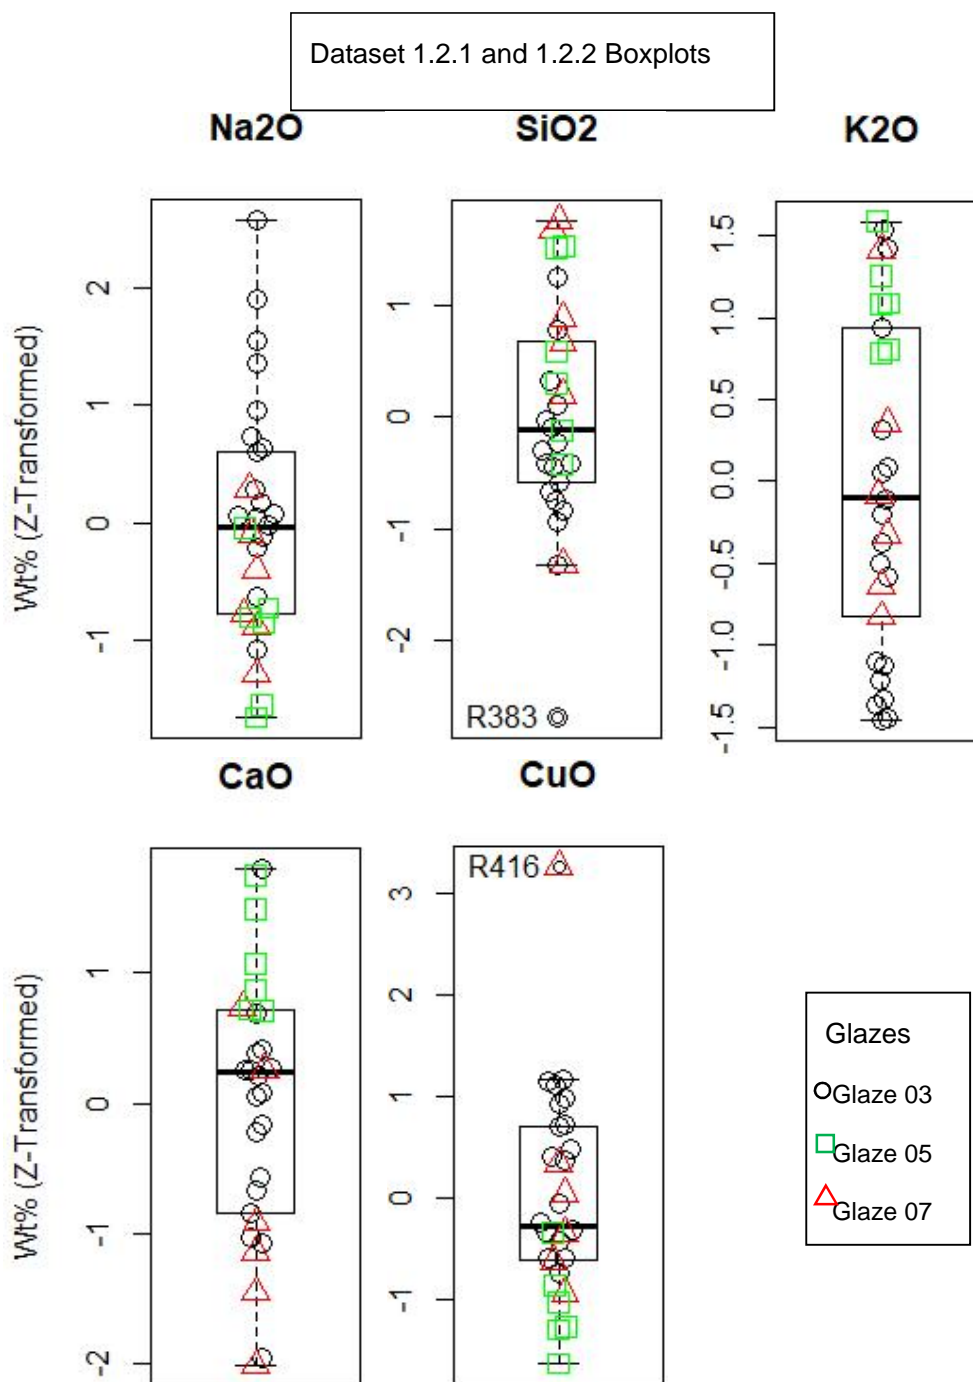 Dataset 1.2.1 and 1.2.2 Boxplots
Na2O SiO2 K2O
Wt% (Z-Transformed)
2
1
0
-1
1
0
-1
-2
R383
1.5
1.0
0.5
0.0
-0.5
-1.0
-1.5
CaO CuO
Wt% (Z-Transformed)
1
0
-1
-2
R416
3
2
1
0
-1
Glazes
Glaze 03
Glaze 05
Glaze 07